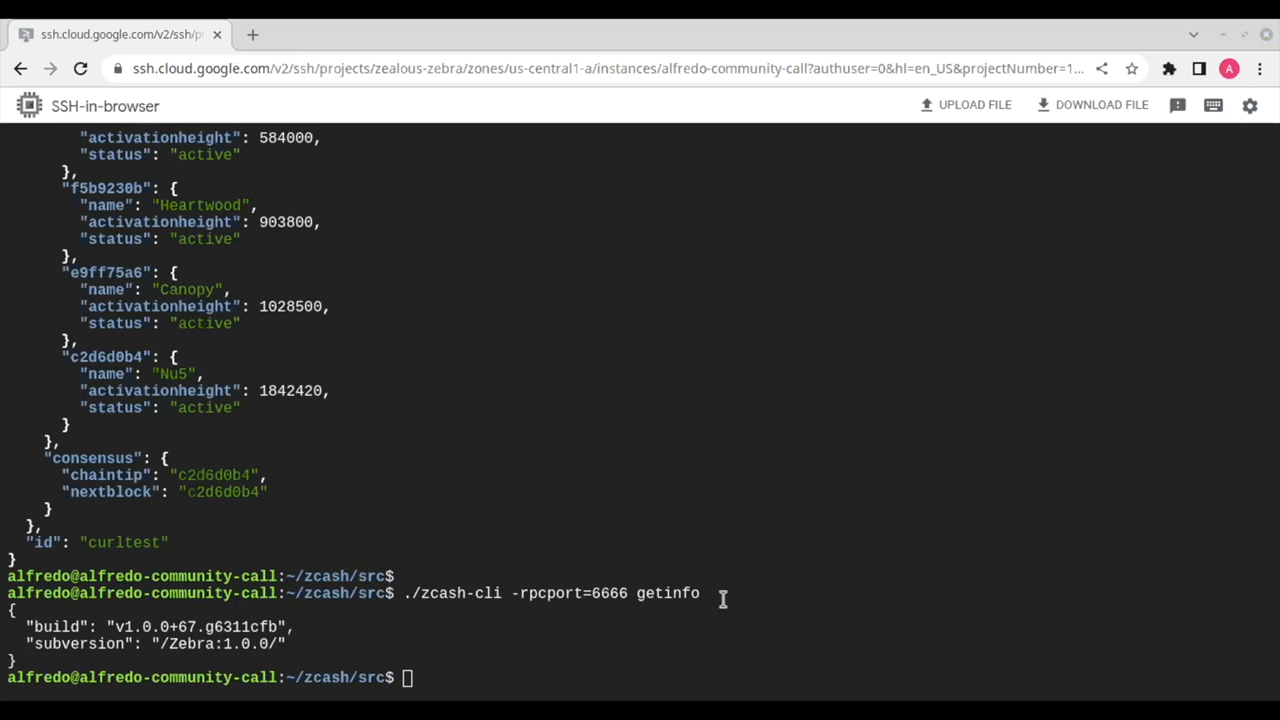 ssh.cloud.google.com/v2/ssh/p
ssh.cloud.google.com/v2/ssh/projects/zealous-zebra/zones/us-central1-a/instances/alfredo-community-call?authuser=0&hl=en_US&projectNumber=1...
A
SSH-in-browser
UPLOAD FILE
DOWNLOAD FILE
"activationheight": 584000,
"status": "active"
},
"f5b9230b": {
"name": "Heartwood",
"activationheight": 903800,
"status": "active"
},
"e9ff75a6": {
"name": "Canopy",
"activationheight": 1028500,
"status": "active"
},
"c2d6d0b4": {
"name": "Nu5",
"activationheight": 1842420,
"status": "active"
}
},
"consensus": {
"chaintip": "c2d6d0b4",
"nextblock": "c2d6d0b4"
}
},
"id": "curltest"
}
alfredo@alfredo-community-call:~/zcash/src$
alfredo@alfredo-community-call:~/zcash/src$ ./zcash-cli -rpcport=6666 getinfo
{
"build": "v1.0.0+67.g6311cfb",
"subversion": "/Zebra:1.0.0/"
}
alfredo@alfredo-community-call:~/zcash/src$